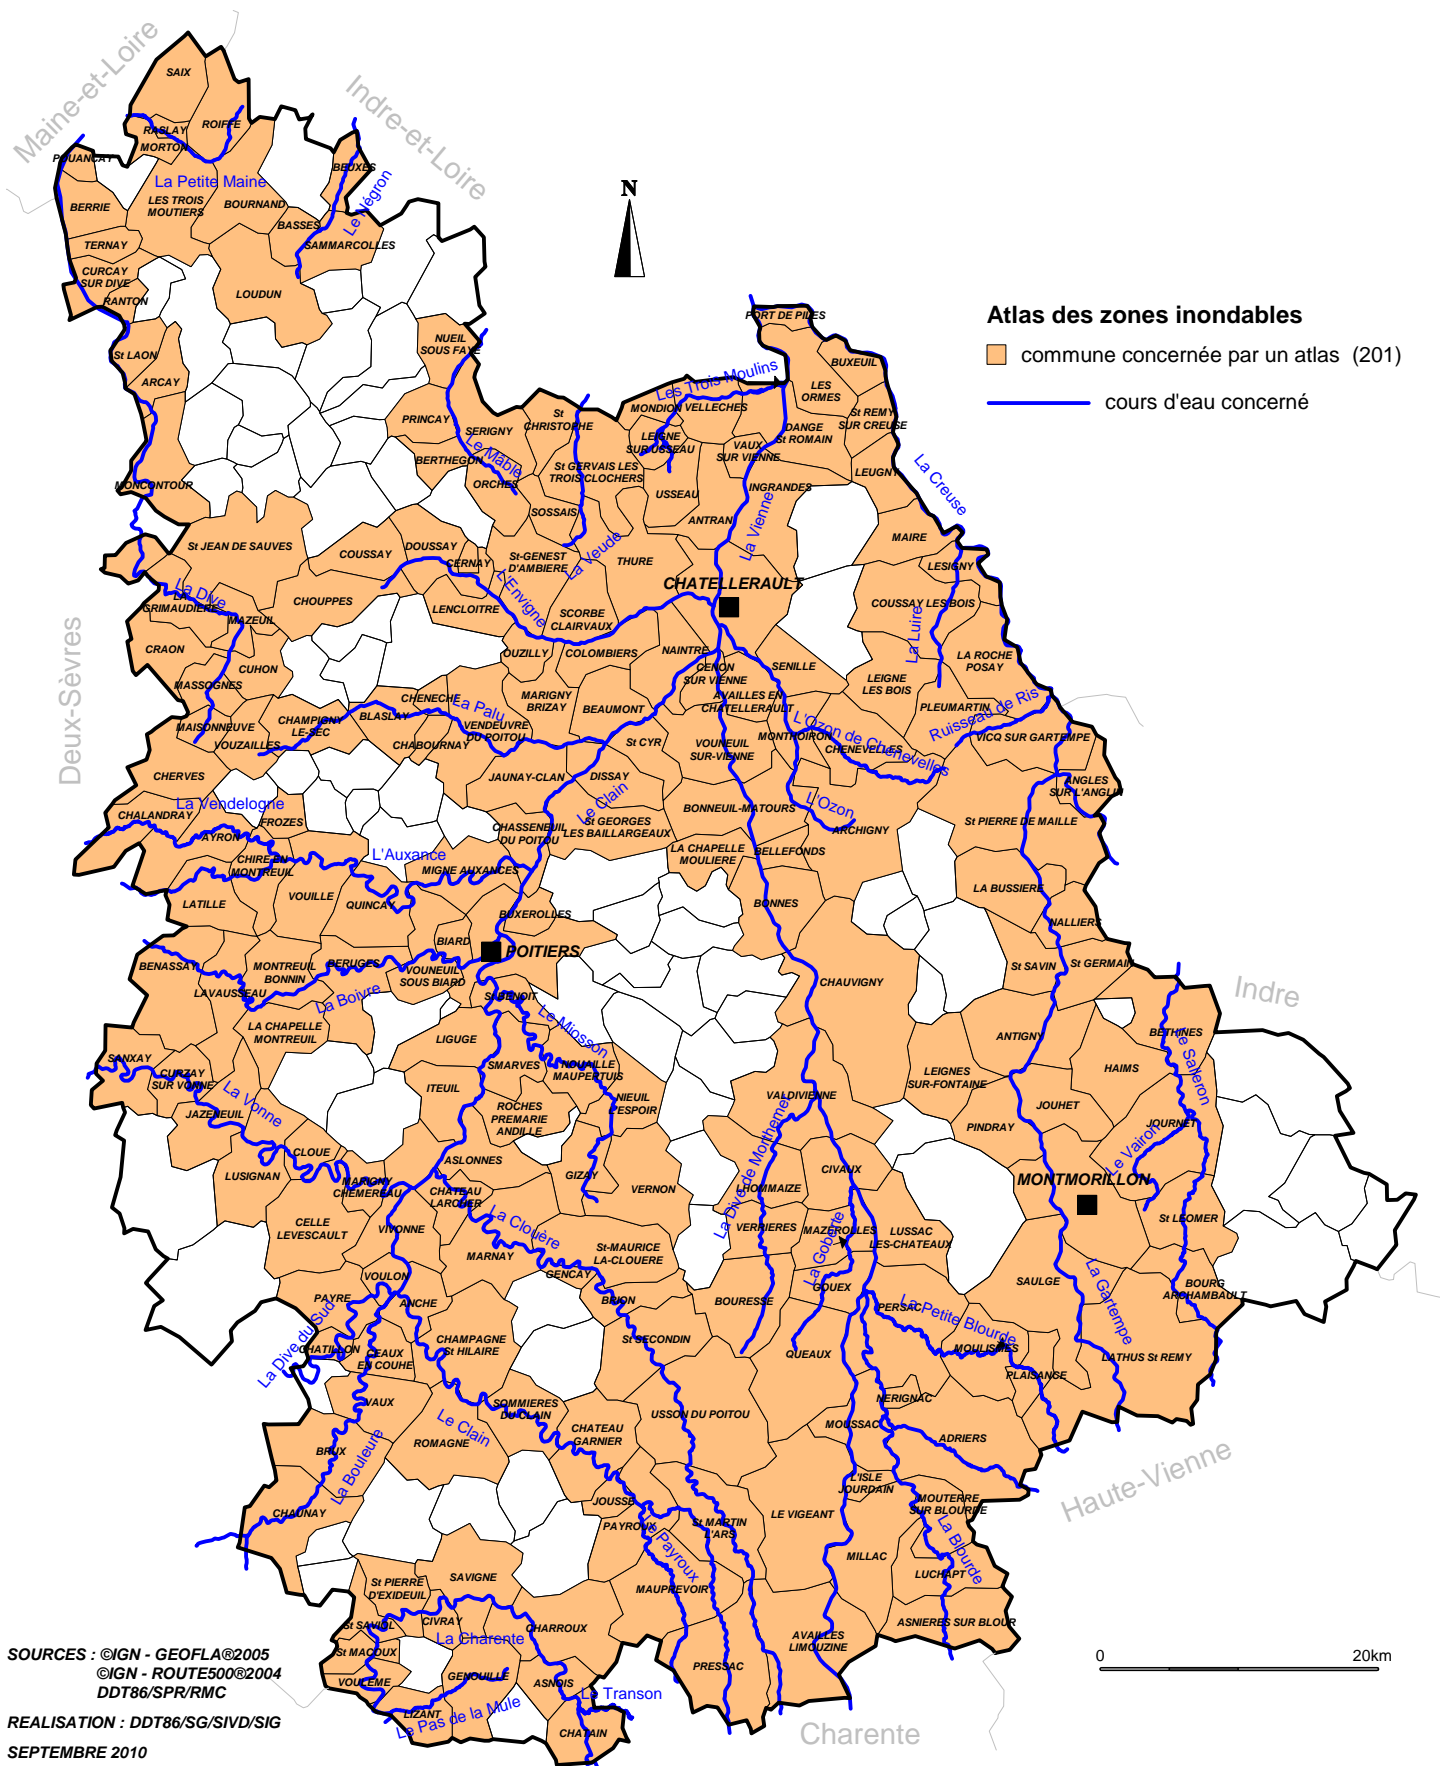 Maine-et-Loire
Indre-et-Loire
Deux-Sèvres
Indre
Haute-Vienne
Charente
N
Atlas des zones inondables
commune concernée par un atlas (201)
cours d'eau concerné
SAIX
ROIFFE
RASLAY
MORTON
POUANCAY
BEUXES
La Petite Maine
Le Négron
BERRIE
LES TROIS
MOUTIERS
BOURNAND
BASSES
SAMMARCOLLES
TERNAY
CURCAY
SUR DIVE
RANTON
LOUDUN
St LAON
ARCAY
NUEIL
SOUS FAYE
PORT DE PILES
BUXEUIL
LES
ORMES
Les Trois Moulins
MONDION
VELLECHES
St REMY
SUR CREUSE
DANGE
St ROMAIN
PRINCAY
SERIGNY
St
CHRISTOPHE
LEIGNE
SUR USSEAU
VAUX
SUR VIENNE
LEUGNY
La Creuse
BERTHEGON
Le Mâble
ORCHES
St GERVAIS LES
TROIS CLOCHERS
USSEAU
INGRANDES
MONCONTOUR
SOSSAIS
ANTRAN
La Vienne
MAIRE
St JEAN DE SAUVES
COUSSAY
DOUSSAY
CERNAY
St-GENEST
D'AMBIERE
La Veude
THURE
LESIGNY
La Dive
LA
GRIMAUDIERE
MAZEUIL
CHOUPPES
LENCLOITRE
L'Envigne
SCORBE
CLAIRVAUX
CHATELLERAULT
COUSSAY LES BOIS
La Luire
CRAON
CUHON
MASSOGNES
OUZILLY
COLOMBIERS
NAINTRE
CENON
SUR VIENNE
SENILLE
LEIGNE
LES BOIS
LA ROCHE
POSAY
MAISONNEUVE
VOUZAILLES
CHAMPIGNY
LE-SEC
BLASLAY
CHENECHE
CHABOURNAY
La Palu
VENDEUVRE
DU POITOU
MARIGNY
BRIZAY
BEAUMONT
AVAILLES EN
CHATELLERAULT
PLEUMARTIN
Ruisseau de Ris
VICQ SUR GARTEMPE
St CYR
VOUNEUIL
SUR-VIENNE
MONTHOIRON
L'Ozon de Chenevelles
CHENEVELLES
CHERVES
La Vendelogne
JAUNAY-CLAN
DISSAY
Le Clain
BONNEUIL-MATOURS
L'Ozon
ARCHIGNY
ANGLES
SUR L'ANGLIN
CHALANDRAY
AYRON
FROZES
CHIRE EN
MONTREUIL
L'Auxance
MIGNE AUXANCES
CHASSENEUIL
DU POITOU
St GEORGES
LES BAILLARGEAUX
LA CHAPELLE
MOULIERE
BELLEFONDS
St PIERRE DE MAILLE
LATILLE
VOUILLE
QUINCAY
BUXEROLLES
BONNES
LA BUSSIERE
NALLIERS
BENASSAY
LAVAUSSEAU
MONTREUIL
BONNIN
BERUGES
BIARD
VOUNEUIL
SOUS BIARD
POITIERS
La Boivre
St BENOIT
Le Miosson
CHAUVIGNY
St SAVIN
St GERMAIN
LA CHAPELLE
MONTREUIL
LIGUGE
SMARVES
NOUAILLE
MAUPERTUIS
ANTIGNY
BETHINES
Le Salleron
HAIMS
SANXAY
CURZAY
SUR VONNE
La Vonne
JAZENEUIL
ITEUIL
ROCHES
PREMARIE
ANDILLE
NIEUIL
L'ESPOIR
VALDIVIENNE
LEIGNES
SUR-FONTAINE
JOUHET
PINDRAY
JOURNET
Le Vairon
LUSIGNAN
CLOUE
MARIGNY
CHEMEREAU
ASLONNES
CHATEAU
LARCHER
GIZAY
VERNON
La Dive de Morthemer
LHOMMAIZE
CIVAUX
MONTMORILLON
CELLE
LEVESCAULT
VIVONNE
La Clouère
MARNAY
St-MAURICE
LA-CLOUERE
VERRIERES
MAZEROLLES
LUSSAC
LES-CHATEAUX
St LEOMER
La Goberte
PAYRE
VOULON
ANCHE
GENCAY
BRION
BOURESSE
GOUEX
PERSAC
SAULGE
La Gartempe
BOURG
ARCHAMBAULT
La Dive du Sud
CHATILLON
CEAUX
EN COUHE
CHAMPAGNE
St HILAIRE
St SECONDIN
QUEAUX
La Petite Blourde
MOULISMES
PLAISANCE
LATHUS St REMY
VAUX
SOMMIERES
DU CLAIN
CHATEAU
GARNIER
USSON DU POITOU
NERIGNAC
MOUSSAC
ADRIERS
BRUX
La Bouleure
ROMAGNE
Le Clain
L'ISLE
JOURDAIN
MOUTERRE
SUR BLOURDE
CHAUNAY
JOUSSE
PAYROUX
Le Payroux
St MARTIN
L'ARS
LE VIGEANT
MILLAC
La Blourde
LUCHAPT
St PIERRE
D'EXIDEUIL
SAVIGNE
MAUPREVOIR
ASNIERES SUR BLOUR
St SAVIOL
CIVRAY
La Charente
CHARROUX
AVAILLES
LIMOUZINE
St MACOUX
VOULEME
GENOUILLE
ASNOIS
PRESSAC
LIZANT
Le Pas de la Mule
Le Transon
CHATAIN
0 20km
SOURCES : ©IGN - GEOFLA®2005
©IGN - ROUTE500®2004
DDT86/SPR/RMC
REALISATION : DDT86/SG/SIVD/SIG
SEPTEMBRE 2010